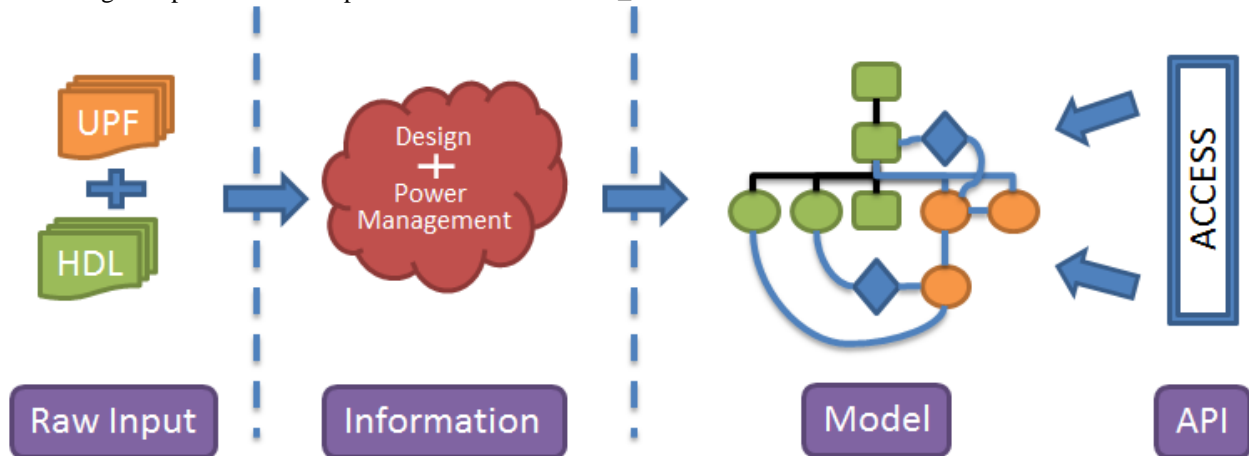 UPF
HDL
Design
+
Power
Management
ACCESS
Raw Input
Information
Model
API